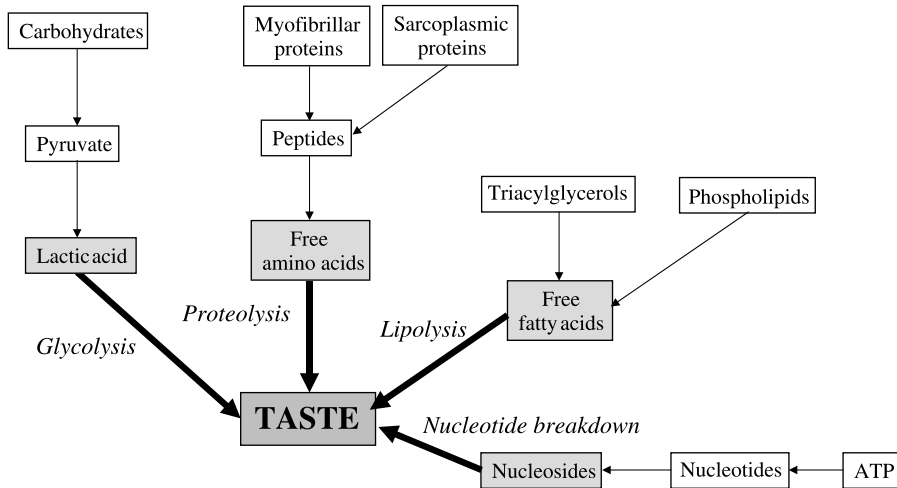 Carbohydrates
Myofibrillar
proteins
Sarcoplasmic
proteins
Pyruvate
Peptides
Triacylglycerols
Phospholipids
Lactic acid
Free
amino acids
Free
fatty acids
Proteolysis
Lipolysis
Glycolysis
TASTE
Nucleotide breakdown
Nucleosides
Nucleotides
ATP